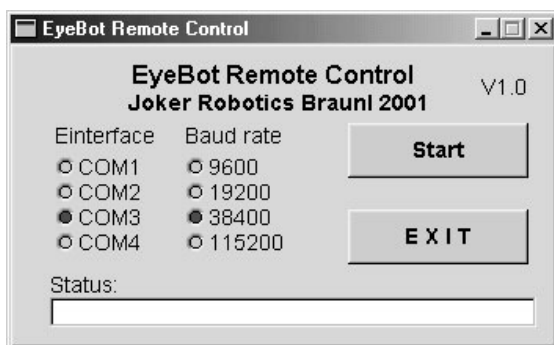 EyeBot Remote Control
EyeBot Remote Control
Joker Robotics Braunl 2001
V1.0
Einterface
Baud rate
COM1
9600
COM2
19200
COM3
38400
COM4
115200
Start
EXIT
Status: